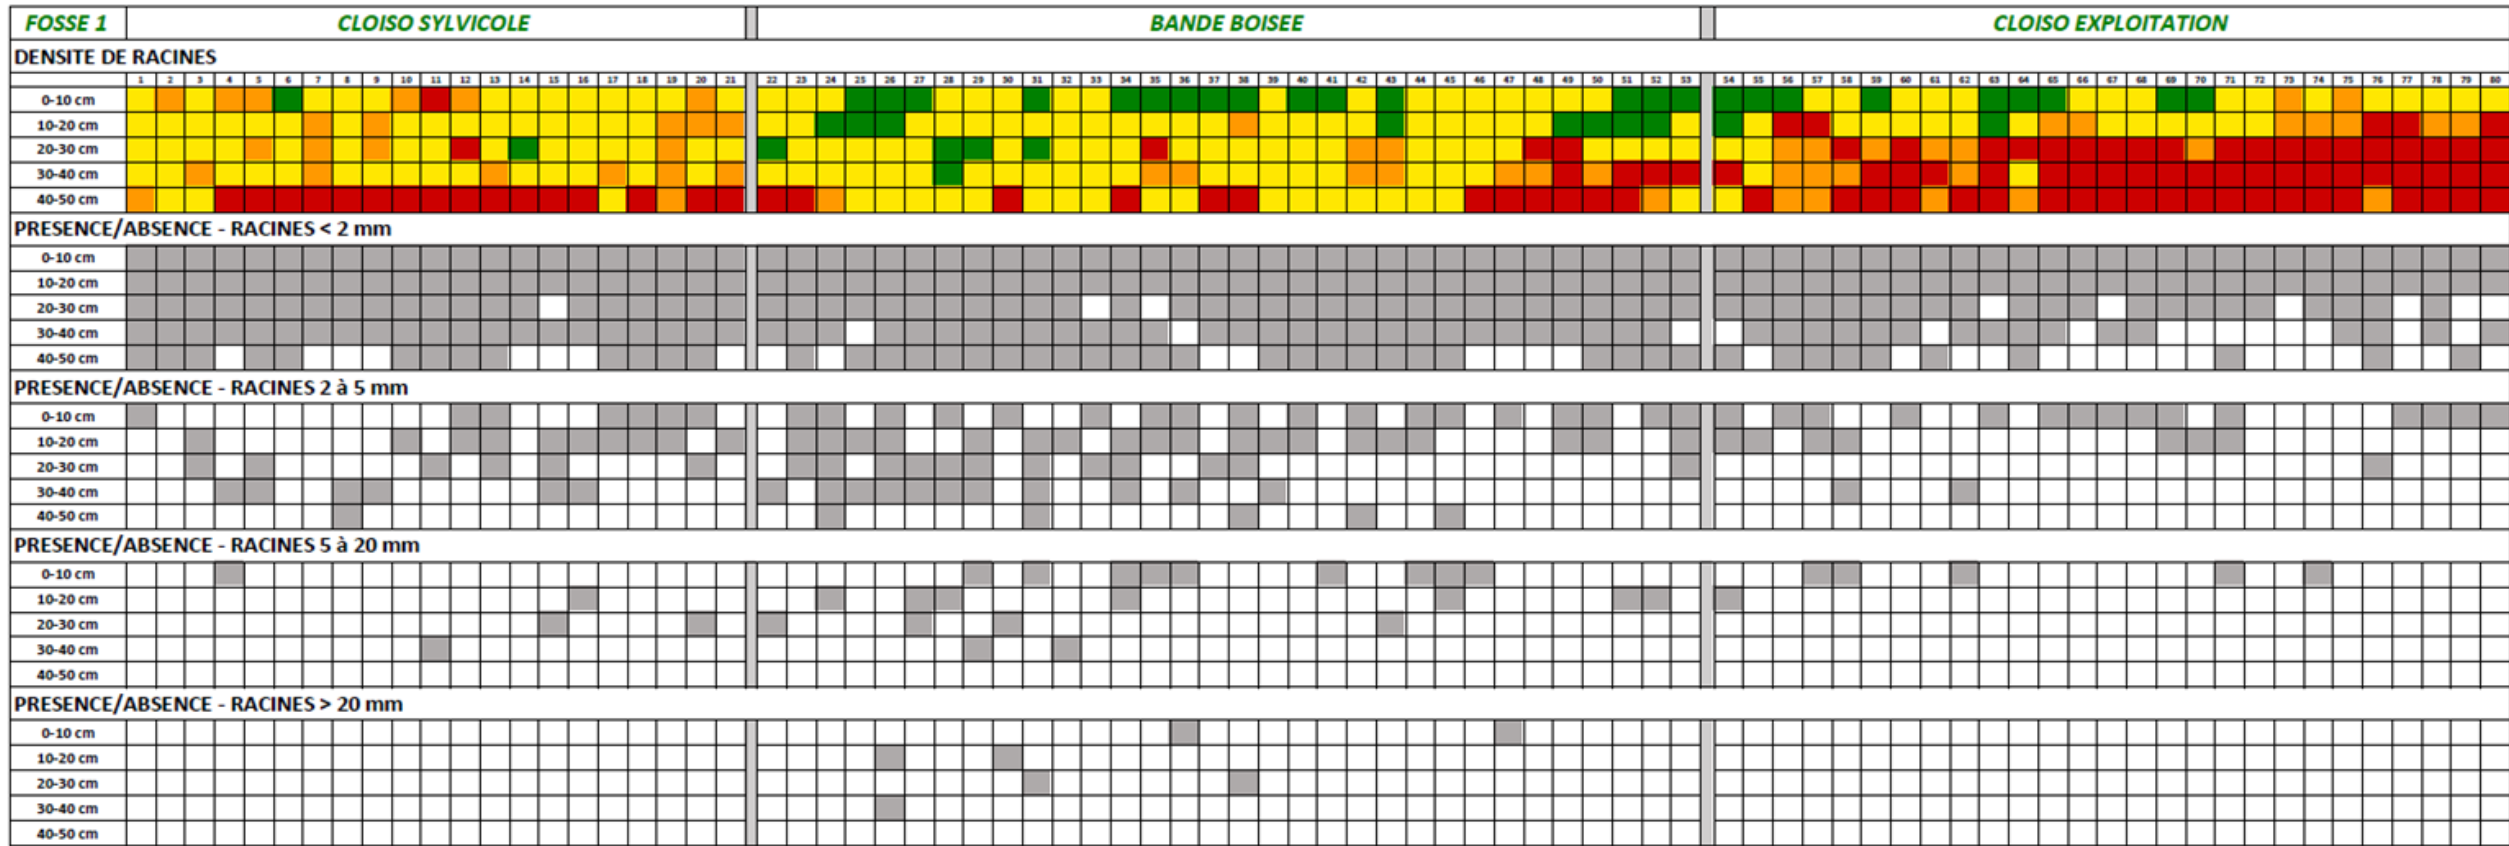 FOSSE 1 CLOISO SYLVICOLE BANDE BOISEE CLOISO EXPLOITATION
DENSITE DE RACINES
1 2 3 4 5 6 7 8 9 10 11 12 13 14 15 16 17 18 19 20 21 22 23 24 25 26 27 28 29 30 31 32 33 34 35 36 37 38 39 40 41 42 43 44 45 46 47 48 49 50 51 52 53 54 55 56 57 58 59 60 61 62 63 64 65 66 67 68 69 70 71 72 73 74 75 76 77 78 79 80
0-10 cm
10-20 cm
20-30 cm
30-40 cm
40-50 cm
PRESENCE/ABSENCE - RACINES < 2 mm
0-10 cm
10-20 cm
20-30 cm
30-40 cm
40-50 cm
PRESENCE/ABSENCE - RACINES 2 à 5 mm
0-10 cm
10-20 cm
20-30 cm
30-40 cm
40-50 cm
PRESENCE/ABSENCE - RACINES 5 à 20 mm
0-10 cm
10-20 cm
20-30 cm
30-40 cm
40-50 cm
PRESENCE/ABSENCE - RACINES > 20 mm
0-10 cm
10-20 cm
20-30 cm
30-40 cm
40-50 cm